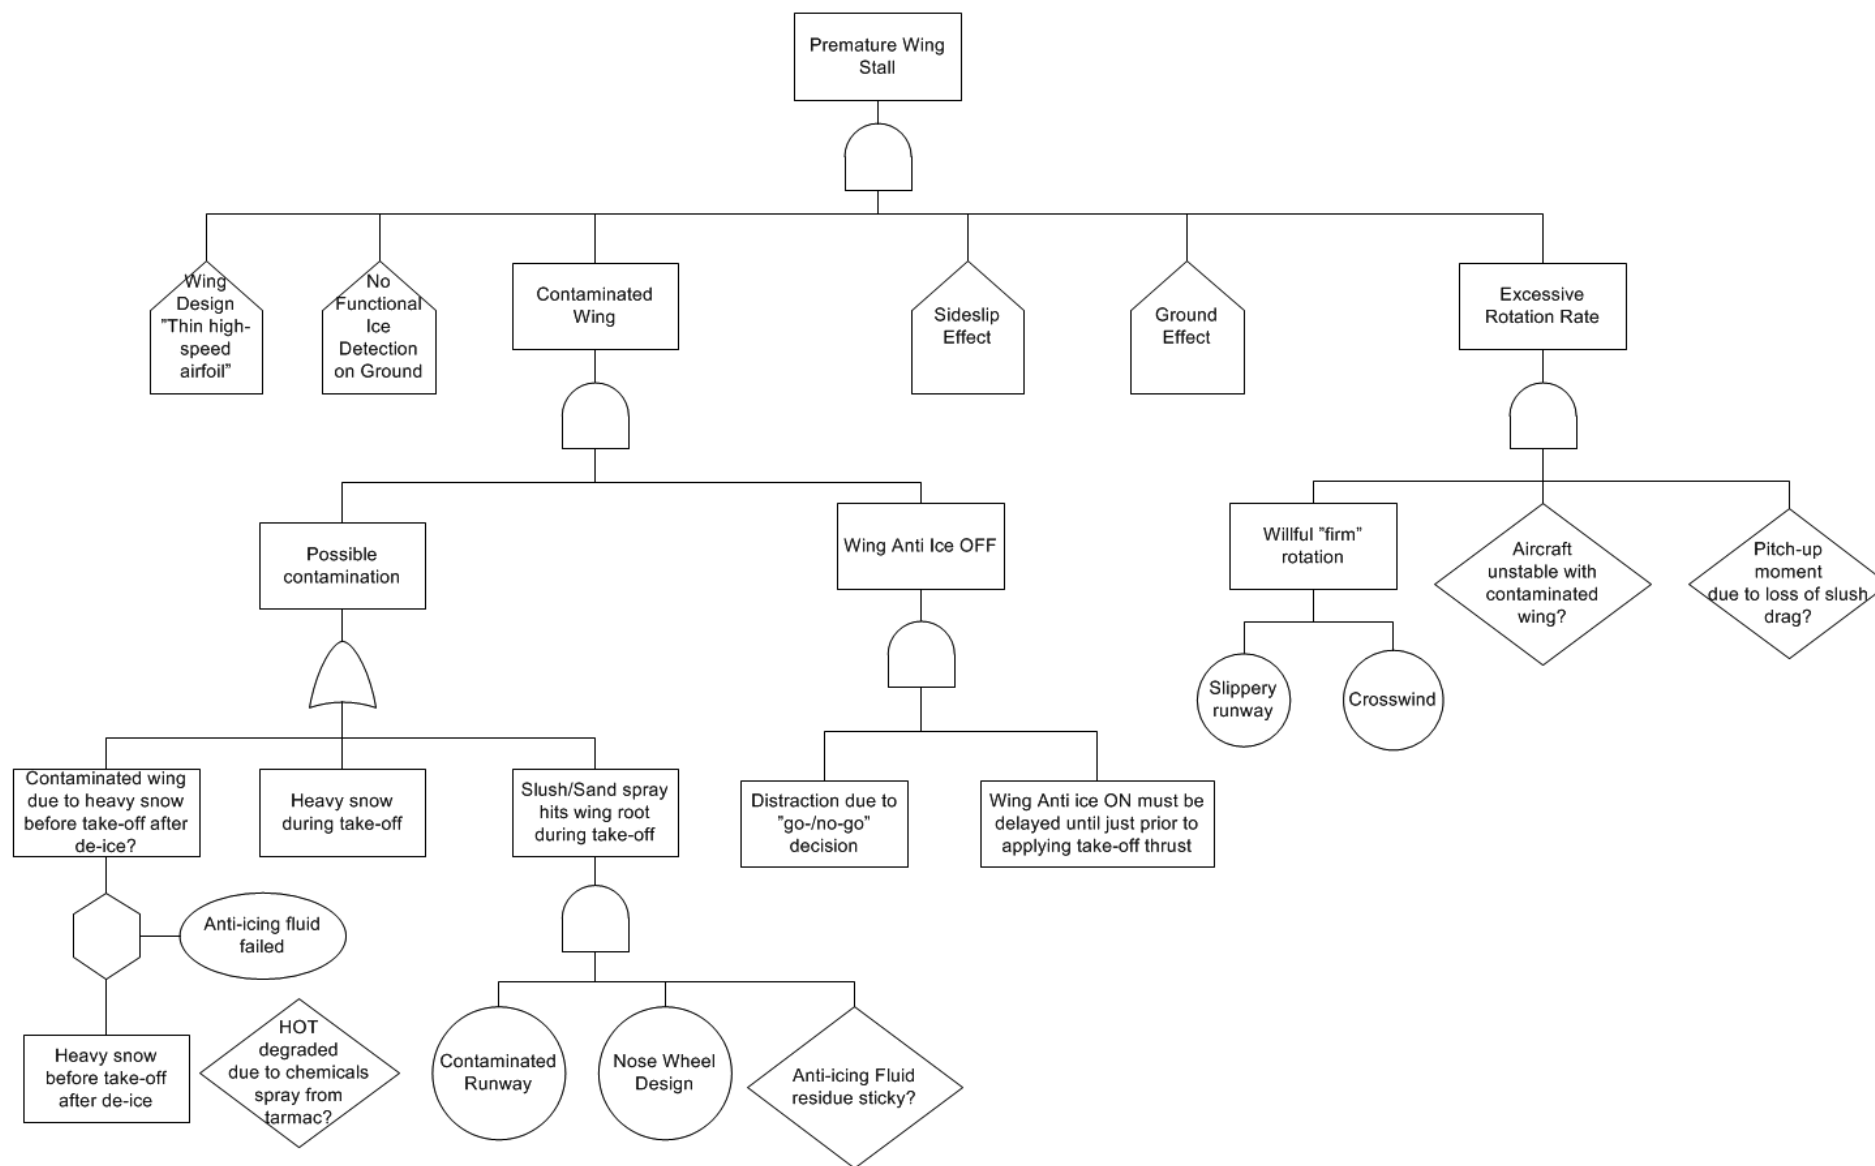 Premature Wing
Stall
Wing
Design
"Thin high-
speed
airfoil"
No
Functional
Ice
Detection
on Ground
Contaminated
Wing
Sideslip
Effect
Ground
Effect
Excessive
Rotation Rate
Possible
contamination
Wing Anti Ice OFF
Willful "firm"
rotation
Aircraft
unstable with
contaminated
wing?
Pitch-up
moment
due to loss of slush
drag?
Slippery
runway
Crosswind
Contaminated wing
due to heavy snow
before take-off after
de-ice?
Heavy snow
during take-off
Slush/Sand spray
hits wing root
during take-off
Distraction due to
"go-/no-go"
decision
Wing Anti ice ON must be
delayed until just prior to
applying take-off thrust
Anti-icing fluid
failed
Heavy snow
before take-off
after de-ice
HOT
degraded
due to chemicals
spray from
tarmac?
Contaminated
Runway
Nose Wheel
Design
Anti-icing Fluid
residue sticky?